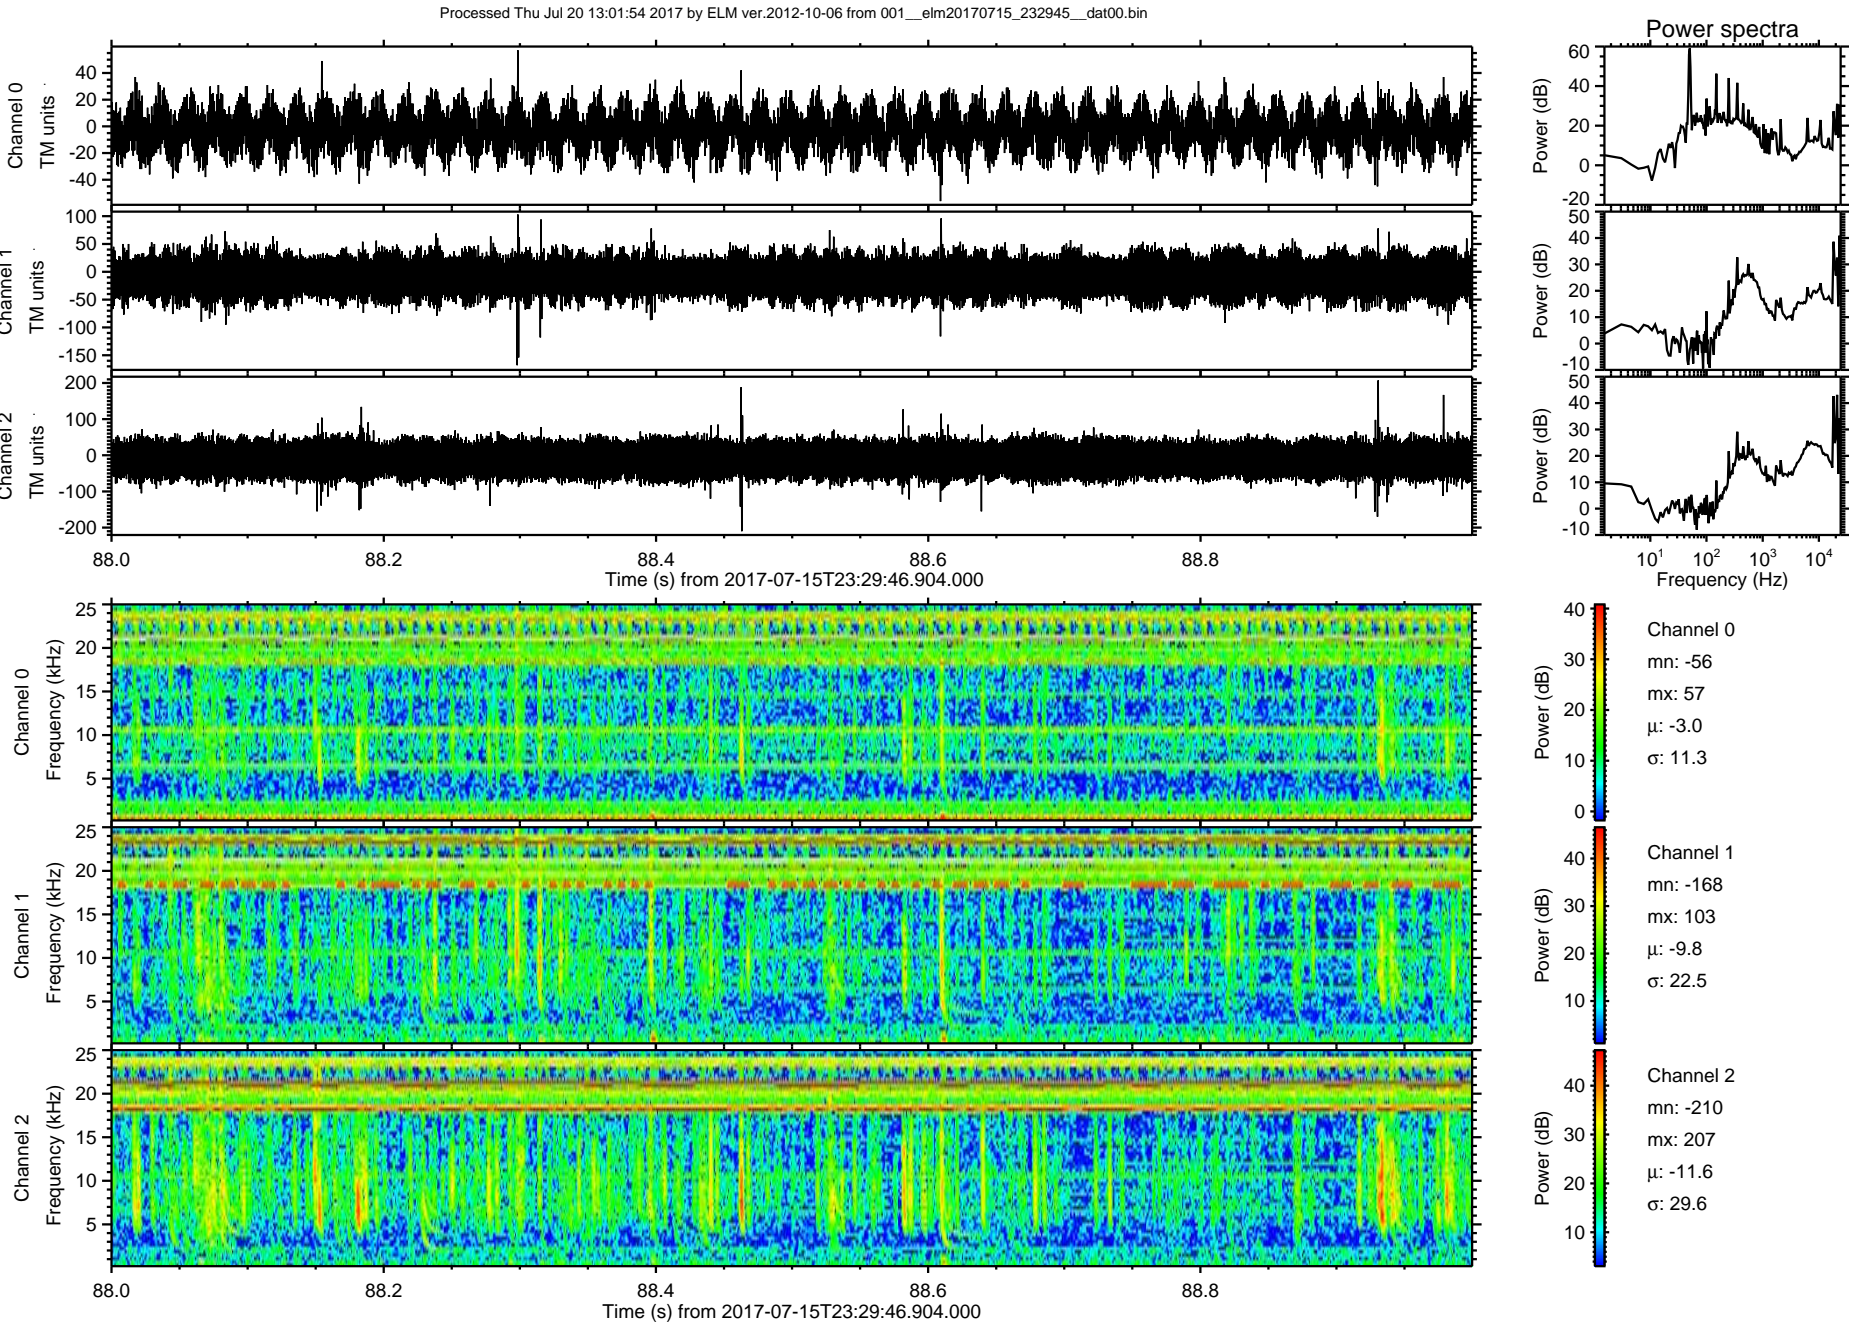 Processed Thu Jul 20 13:01:54 2017 by ELM ver.2012-10-06 from 001__elm20170715_232945__dat00.bin
Power spectra
Channel 0
TM units
40
20
0
-20
-40
Power (dB)
60
40
20
0
-20
Channel 1
TM units
100
50
0
-50
-100
-150
Power (dB)
50
40
30
20
10
0
-10
Channel 2
TM units
200
100
0
-100
-200
Power (dB)
50
40
30
20
10
0
-10
88.0 88.2 88.4 88.6 88.8
Time (s) from 2017-07-15T23:29:46.904.000
10¹ 10² 10³ 10⁴
Frequency (Hz)
Channel 0
Frequency (kHz)
25
20
15
10
5
Power (dB)
40
30
20
10
0
Channel 0
mn: -56
mx: 57
μ: -3.0
σ: 11.3
Channel 1
Frequency (kHz)
25
20
15
10
5
Power (dB)
40
30
20
10
Channel 1
mn: -168
mx: 103
μ: -9.8
σ: 22.5
Channel 2
Frequency (kHz)
25
20
15
10
5
Power (dB)
40
30
20
10
Channel 2
mn: -210
mx: 207
μ: -11.6
σ: 29.6
88.0 88.2 88.4 88.6 88.8
Time (s) from 2017-07-15T23:29:46.904.000